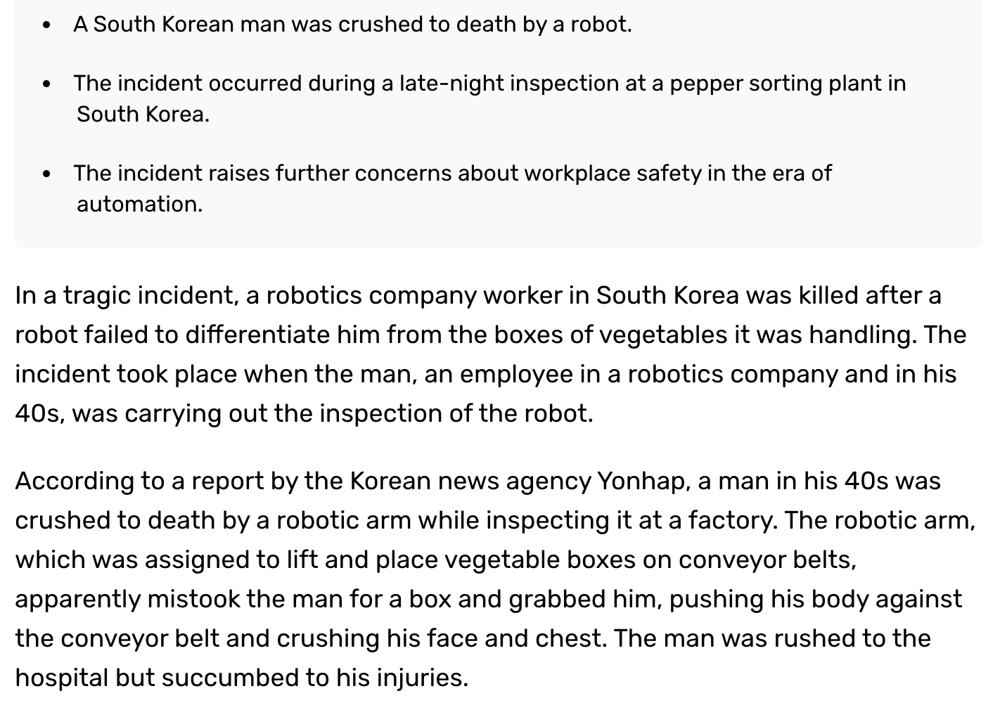 • A South Korean man was crushed to death by a robot.
• The incident occurred during a late-night inspection at a pepper sorting plant in
South Korea.
• The incident raises further concerns about workplace safety in the era of
automation.
In a tragic incident, a robotics company worker in South Korea was killed after a
robot failed to differentiate him from the boxes of vegetables it was handling. The
incident took place when the man, an employee in a robotics company and in his
40s, was carrying out the inspection of the robot.
According to a report by the Korean news agency Yonhap, a man in his 40s was
crushed to death by a robotic arm while inspecting it at a factory. The robotic arm,
which was assigned to lift and place vegetable boxes on conveyor belts,
apparently mistook the man for a box and grabbed him, pushing his body against
the conveyor belt and crushing his face and chest. The man was rushed to the
hospital but succumbed to his injuries.